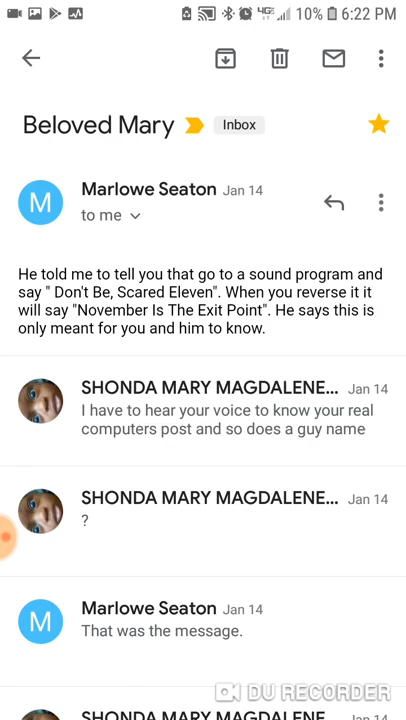 4GE 10% 6:22 PM
Beloved Mary Inbox
M Marlowe Seaton Jan 14
to me
He told me to tell you that go to a sound program and
say " Don't Be, Scared Eleven". When you reverse it it
will say "November Is The Exit Point". He says this is
only meant for you and him to know.
SHONDA MARY MAGDALENE... Jan 14
I have to hear your voice to know your real
computers post and so does a guy name
SHONDA MARY MAGDALENE... Jan 14
?
M Marlowe Seaton Jan 14
That was the message.
DU RECORDER
SHONDA MARY MAGDALENE... Jan 14